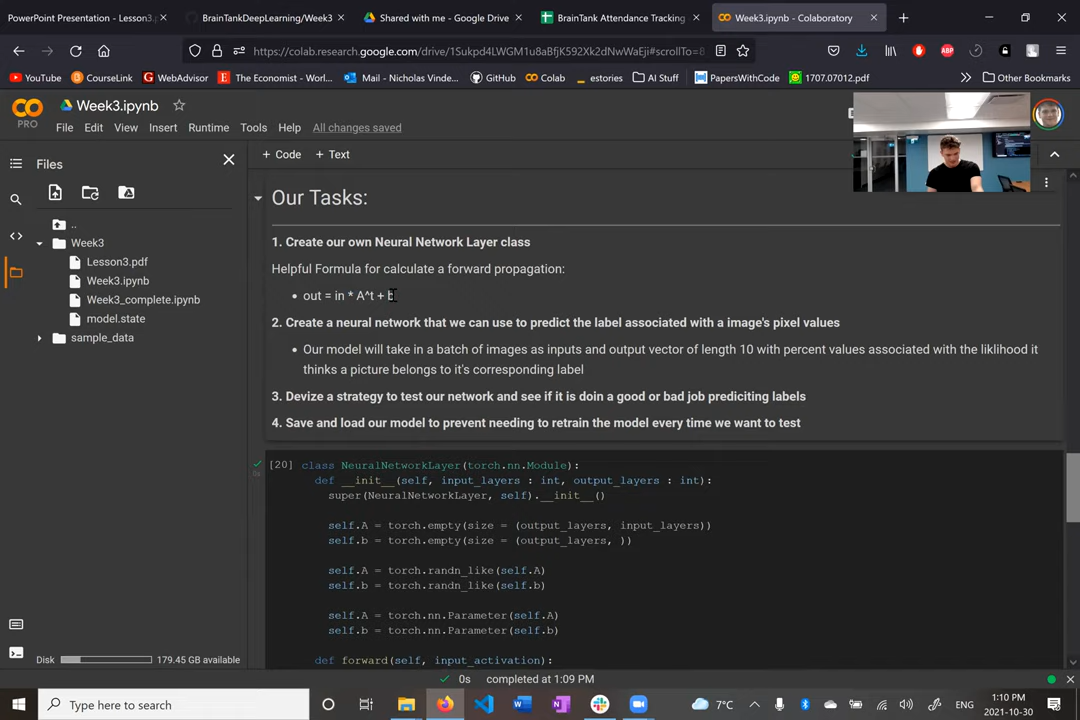 PowerPoint Presentation - Lesson3.p
BrainTankDeepLearning/Week3
Shared with me - Google Drive
BrainTank Attendance Tracking
Week3.ipynb - Colaboratory
https://colab.research.google.com/drive/1Sukpd4LWGM1u8aBfjK592Xk2dNwWaEji#scrollTo=8
YouTube
CourseLink
WebAdvisor
The Economist - Worl...
Mail - Nicholas Vinde...
GitHub
Colab
_estories
AI Stuff
PapersWithCode
1707.07012.pdf
Other Bookmarks
CO
PRO
Week3.ipynb
File Edit View Insert Runtime Tools Help All changes saved
Files
+ Code + Text
..
Week3
Lesson3.pdf
Week3.ipynb
Week3_complete.ipynb
model.state
sample_data
Our Tasks:
1. Create our own Neural Network Layer class
Helpful Formula for calculate a forward propagation:
• out = in * A^t + b
2. Create a neural network that we can use to predict the label associated with a image's pixel values
• Our model will take in a batch of images as inputs and output vector of length 10 with percent values associated with the liklihood it
thinks a picture belongs to it's corresponding label
3. Devize a strategy to test our network and see if it is doin a good or bad job prediciting labels
4. Save and load our model to prevent needing to retrain the model every time we want to test
[20] class NeuralNetworkLayer(torch.nn.Module):
def __init__(self, input_layers : int, output_layers : int):
super(NeuralNetworkLayer, self).__init__()
self.A = torch.empty(size = (output_layers, input_layers))
self.b = torch.empty(size = (output_layers, ))
self.A = torch.randn_like(self.A)
self.b = torch.randn_like(self.b)
self.A = torch.nn.Parameter(self.A)
self.b = torch.nn.Parameter(self.b)
def forward(self, input_activation):
0s
Disk
179.45 GB available
0s completed at 1:09 PM
Type here to search
7°C
ENG
1:10 PM
2021-10-30